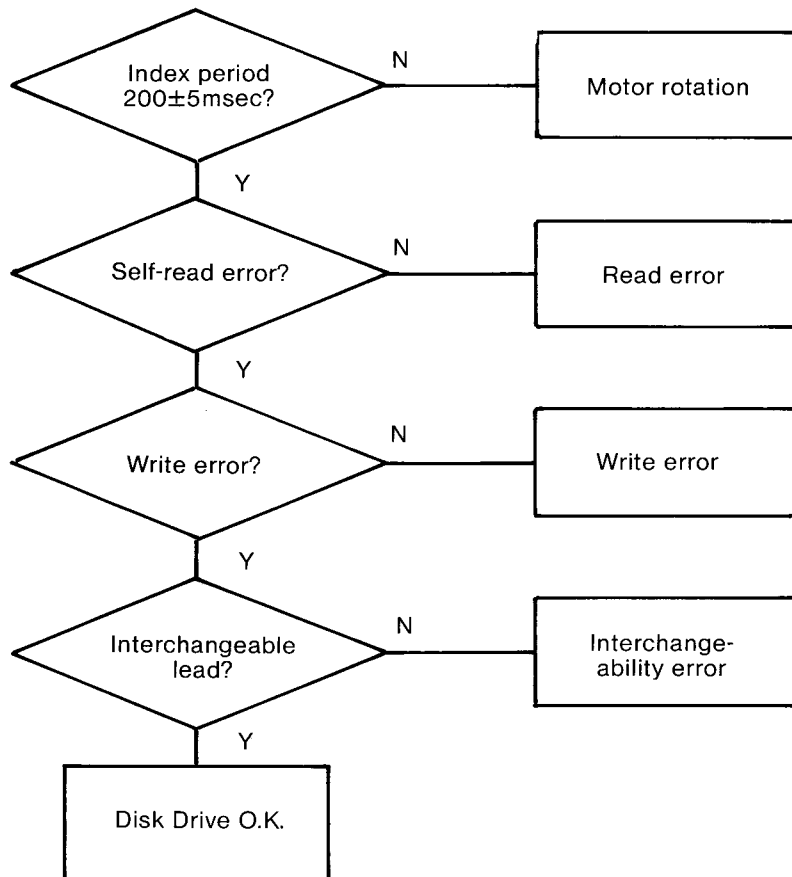 Index period
200±5msec?
N
Motor rotation
Y
Self-read error?
N
Read error
Y
Write error?
N
Write error
Y
Interchangeable
lead?
N
Interchange-
ability error
Y
Disk Drive O.K.